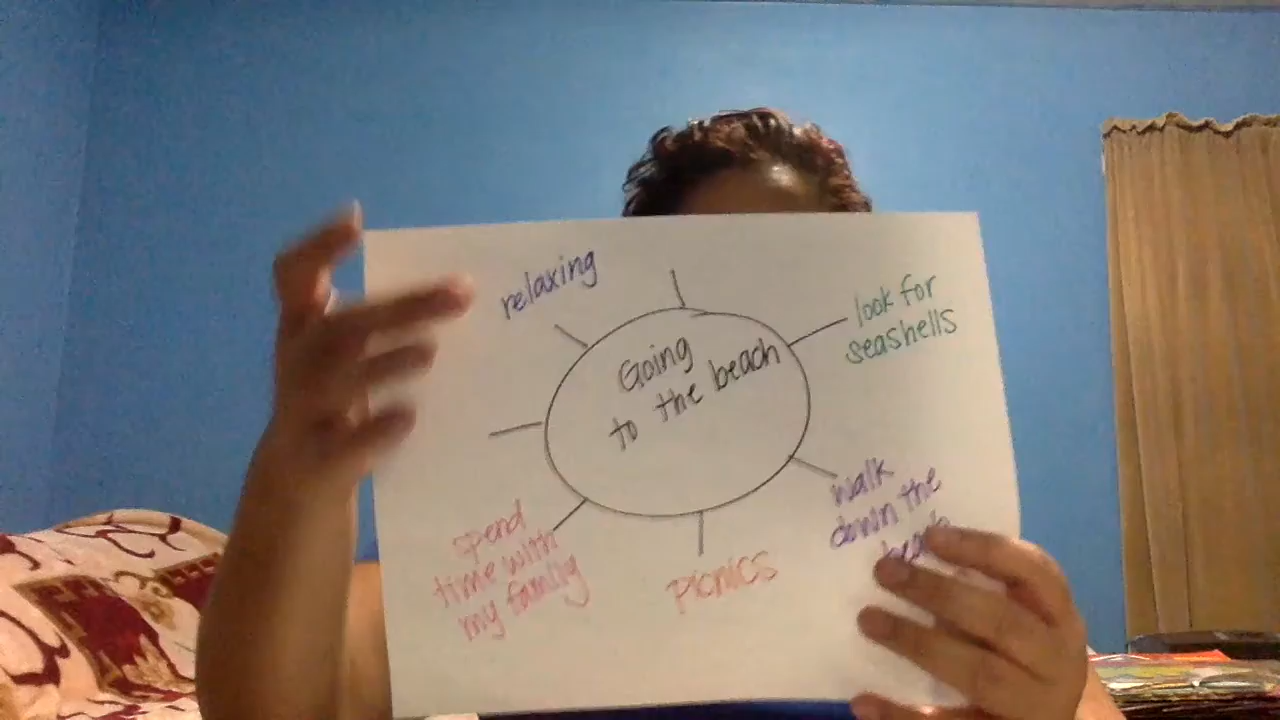 Going
to the beach
relaxing
look for
seashells
walk
down the
spend
time with
my family
Picnics